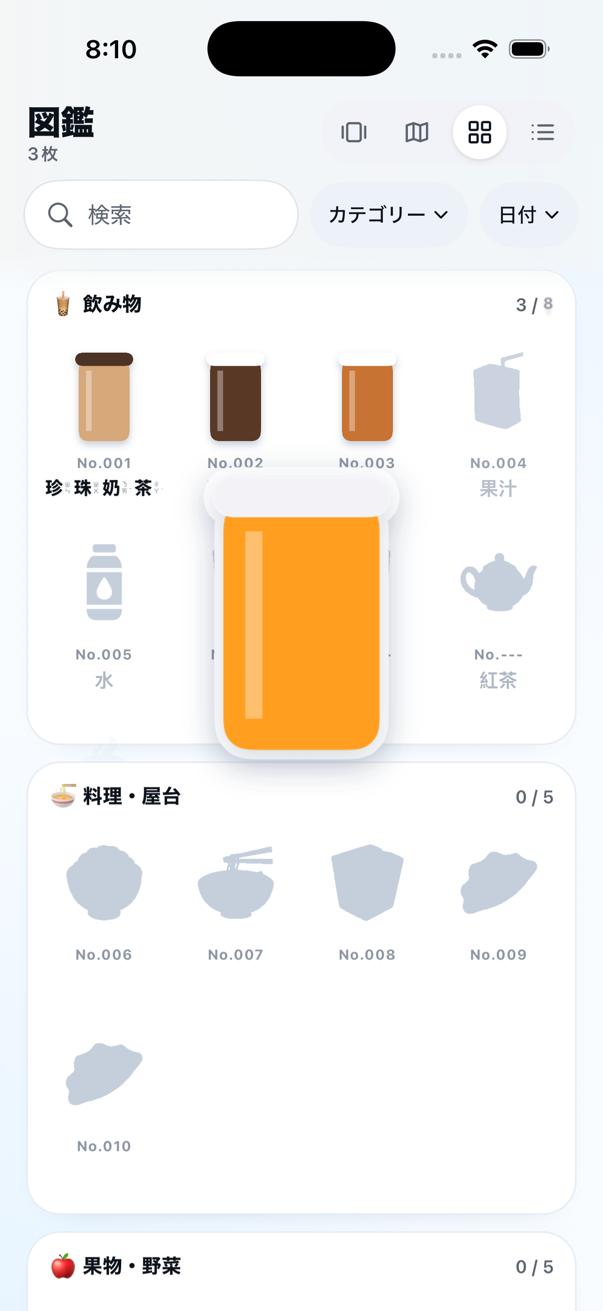 8:10
図鑑
3枚
検索
カテゴリー
日付
飲み物
3 / 8
No.001
No.002
No.003
No.004
珍珠奶茶
果汁
No.005
No.---
水
紅茶
料理・屋台
0 / 5
No.006
No.007
No.008
No.009
No.010
果物・野菜
0 / 5